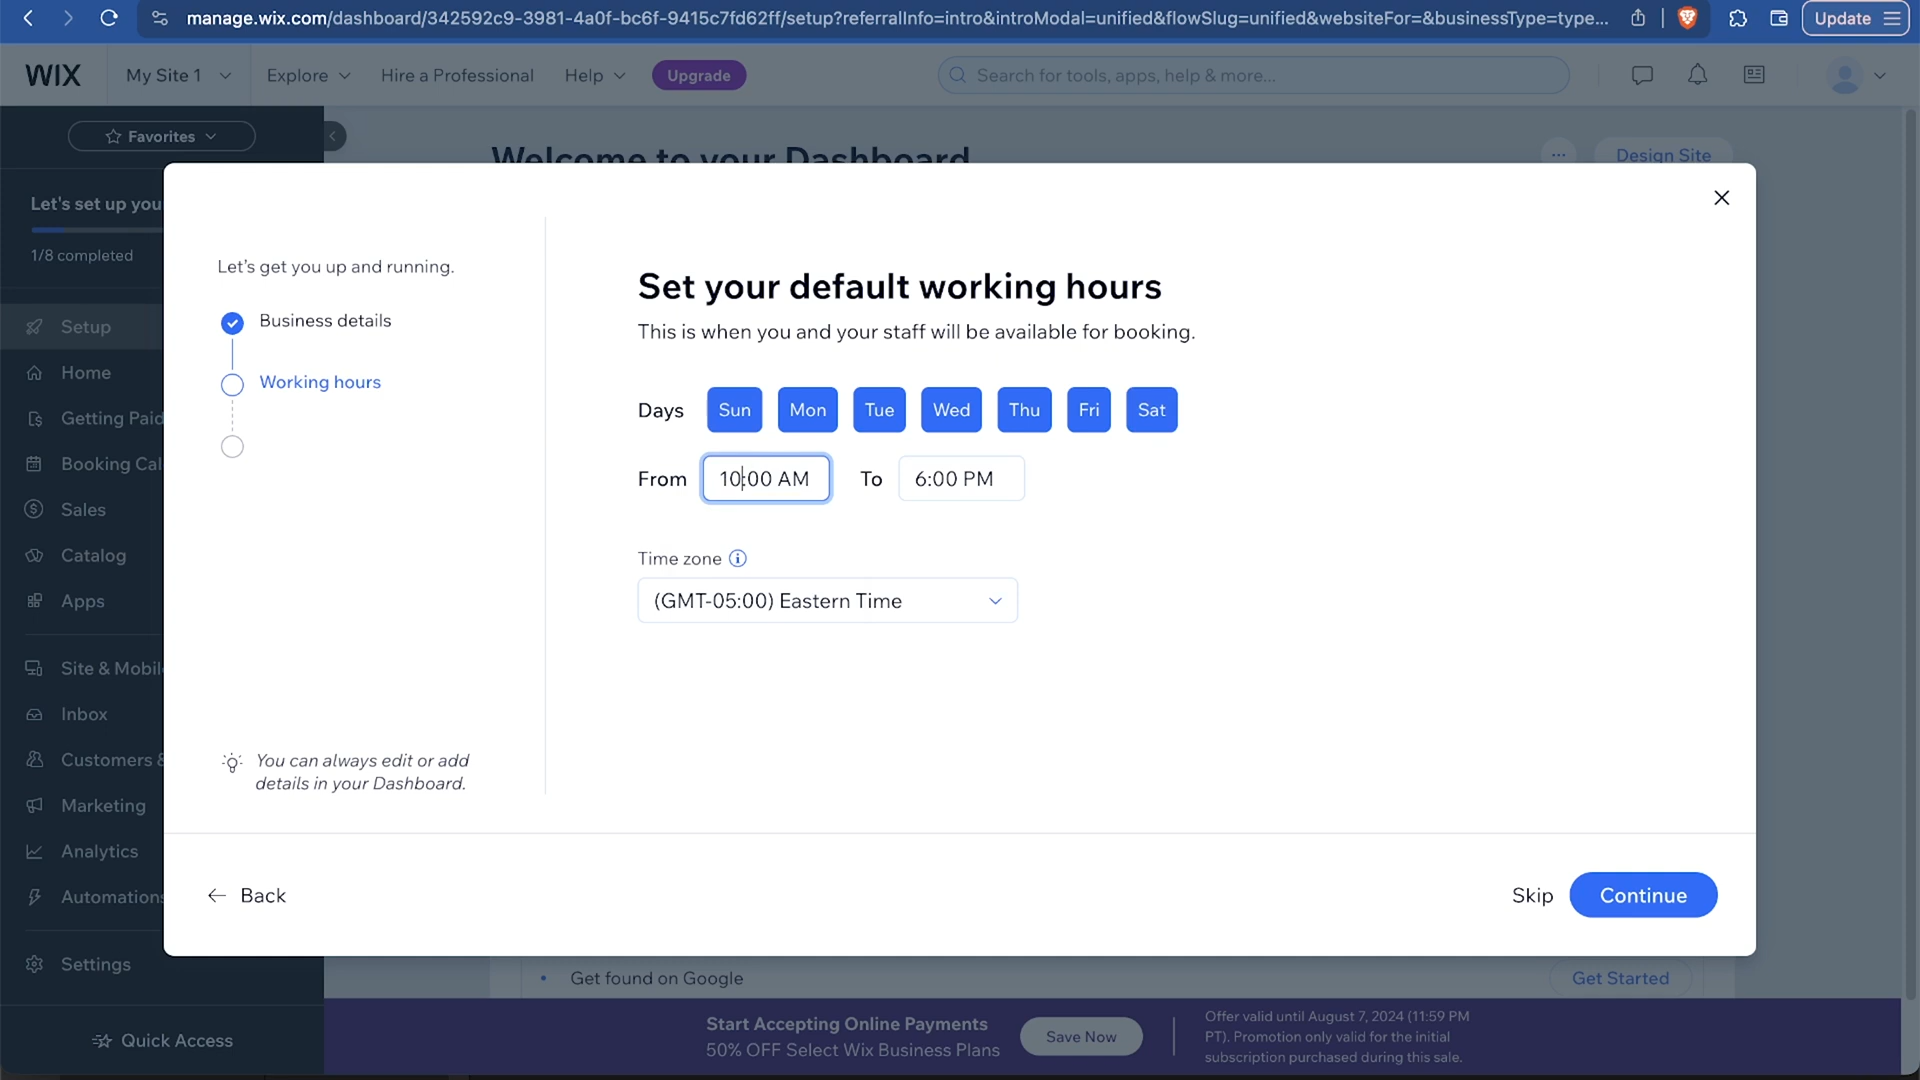 manage.wix.com/dashboard/342592c9-3981-4a0f-bc6f-9415c7fd62ff/setup?referralInfo=intro&introModal=unified&flowSlug=unified&websiteFor=&businessType=type...
Update
WIX
My Site 1
Explore
Hire a Professional
Help
Upgrade
Search for tools, apps, help & more...
Favorites
Welcome to your Dashboard
...
Design Site
Let's set up you
1/8 completed
Setup
Home
Getting Paid
Booking Cal
Sales
Catalog
Apps
Site & Mobile
Inbox
Customers &
Marketing
Analytics
Automations
Settings
Quick Access
Let's get you up and running.
Business details
Working hours
You can always edit or add
details in your Dashboard.
Set your default working hours
This is when you and your staff will be available for booking.
Days Sun Mon Tue Wed Thu Fri Sat
From 10:00 AM To 6:00 PM
Time zone
(GMT-05:00) Eastern Time
Back
Skip
Continue
Get found on Google
Get Started
Start Accepting Online Payments
50% OFF Select Wix Business Plans
Save Now
Offer valid until August 7, 2024 (11:59 PM
PT). Promotion only valid for the initial
subscription purchased during this sale.